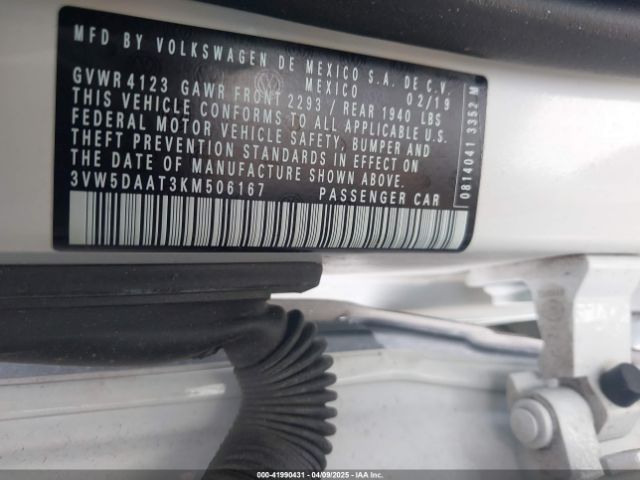 MFD BY VOLKSWAGEN DE MEXICO S.A. DE C.V.
MEXICO 02/19
GVWR 4123 GAWR FRONT 2293 / REAR 1940 LBS
THIS VEHICLE CONFORMS TO ALL APPLICABLE U.S.
FEDERAL MOTOR VEHICLE SAFETY, BUMPER AND
THEFT PREVENTION STANDARDS IN EFFECT ON THE
DATE OF MANUFACTURE SHOWN ABOVE.
3VW5DAAT3KM506167 PASSENGER CAR
0814041 3352 M
000-41990431 - 04/09/2025 - IAAI.COM